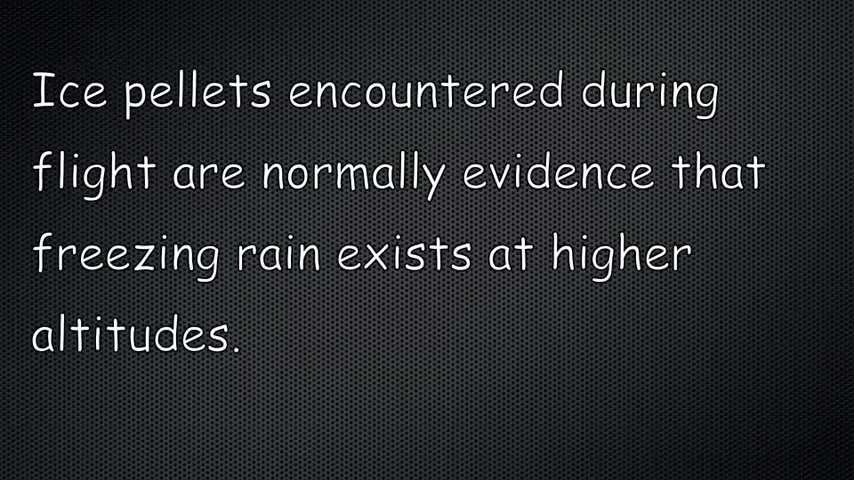 Ice pellets encountered during
flight are normally evidence that
freezing rain exists at higher
altitudes.